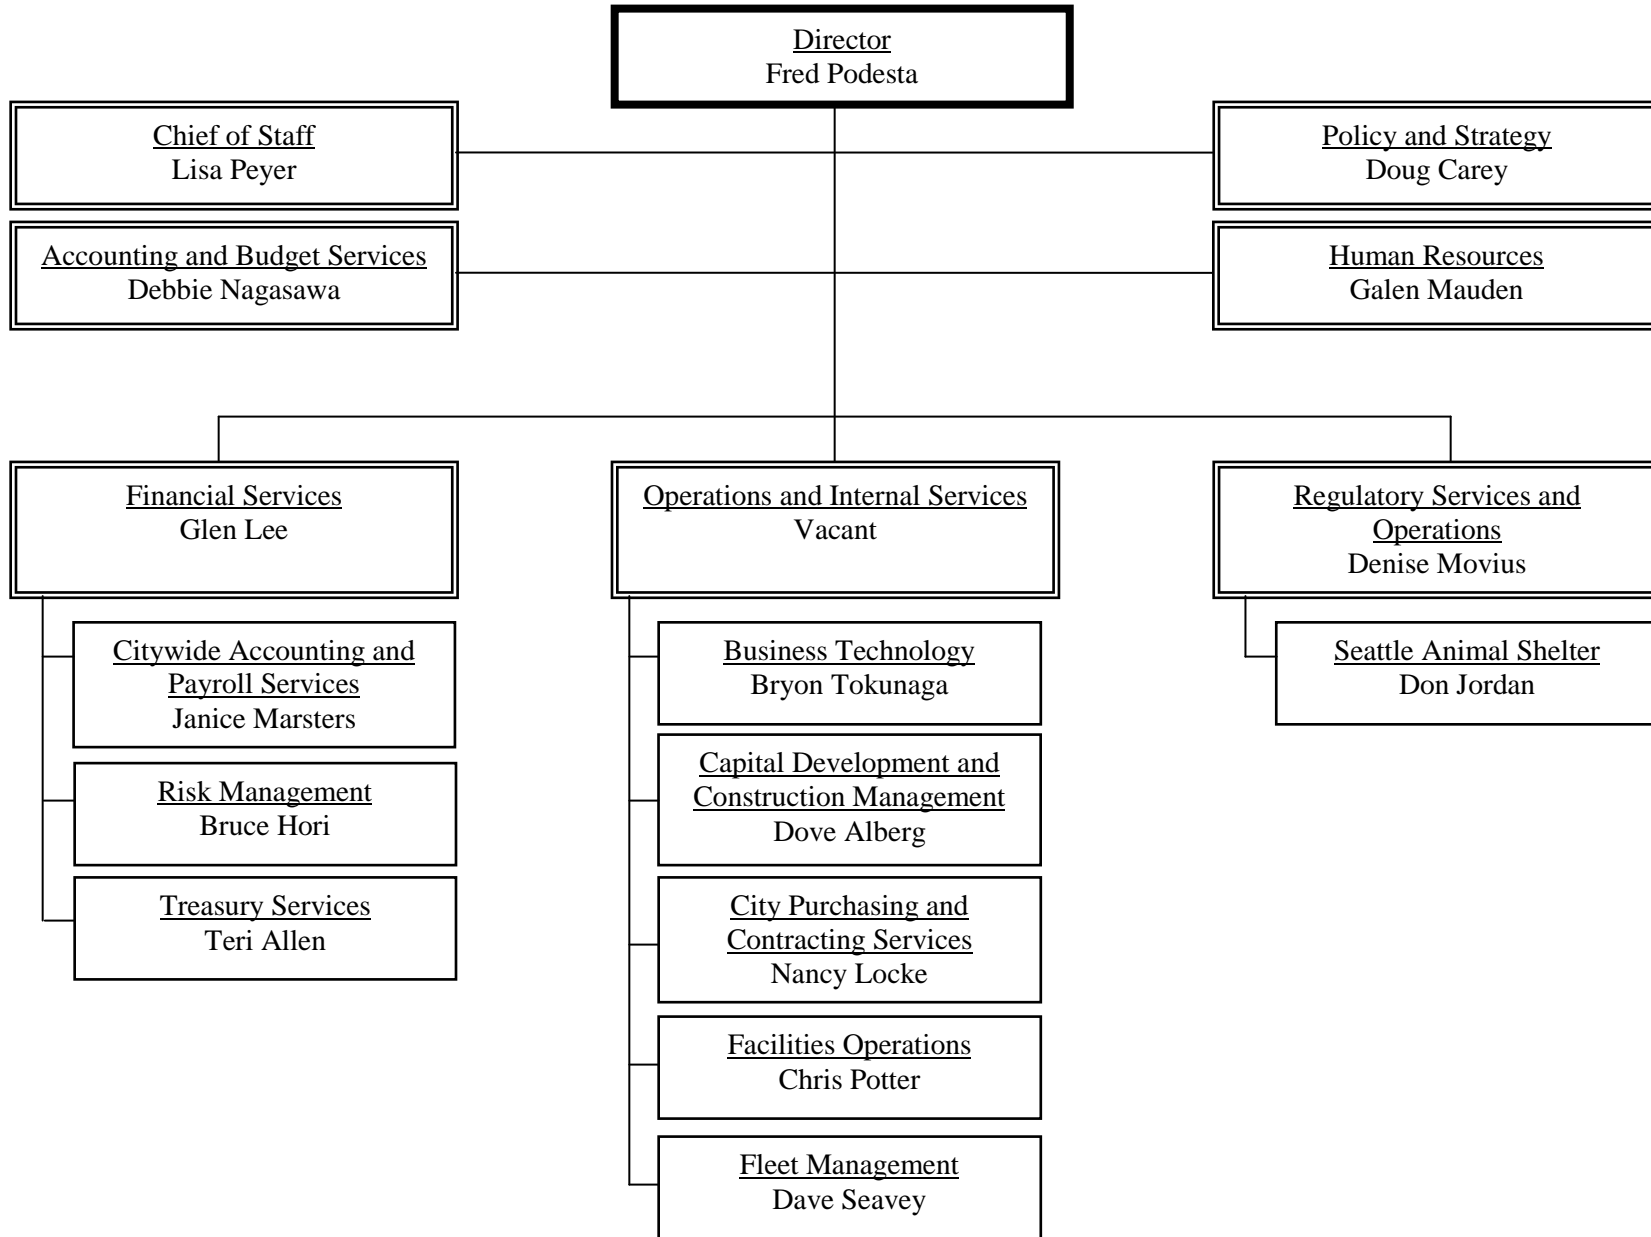 Director
Fred Podesta
Chief of Staff
Lisa Peyer
Policy and Strategy
Doug Carey
Accounting and Budget Services
Debbie Nagasawa
Human Resources
Galen Mauden
Financial Services
Glen Lee
Operations and Internal Services
Vacant
Regulatory Services and
Operations
Denise Movius
Citywide Accounting and
Payroll Services
Janice Marsters
Risk Management
Bruce Hori
Treasury Services
Teri Allen
Business Technology
Bryon Tokunaga
Capital Development and
Construction Management
Dove Alberg
City Purchasing and
Contracting Services
Nancy Locke
Facilities Operations
Chris Potter
Fleet Management
Dave Seavey
Seattle Animal Shelter
Don Jordan